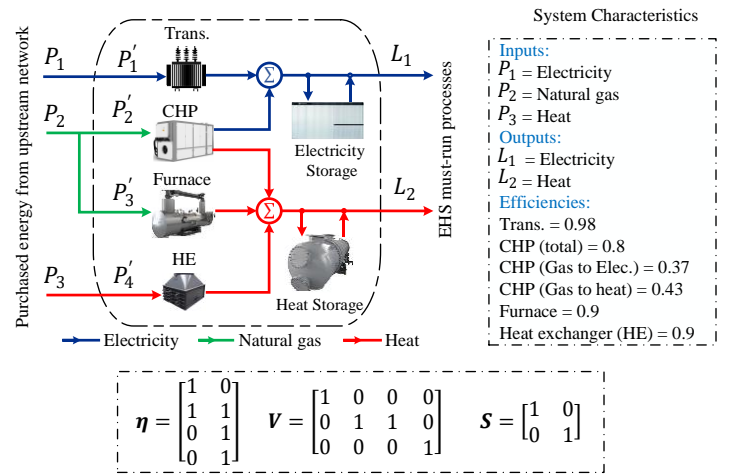 System Characteristics
Inputs:
P₁ = Electricity
P₂ = Natural gas
P₃ = Heat
Outputs:
L₁ = Electricity
L₂ = Heat
Efficiencies:
Trans. = 0.98
CHP (total) = 0.8
CHP (Gas to Elec.) = 0.37
CHP (Gas to heat) = 0.43
Furnace = 0.9
Heat exchanger (HE) = 0.9
Purchased energy from upstream network
P₁
P₁′
Trans.
Σ
L₁
P₂
P₂′
CHP
Electricity
Storage
P₃′
Furnace
Σ
L₂
P₃
P₄′
HE
Heat Storage
EHS must-run processes
Electricity
Natural gas
Heat
η = [1 0
1 1
0 1
0 1]
V = [1 0 0 0
0 1 1 0
0 0 0 1]
S = [1 0
0 1]